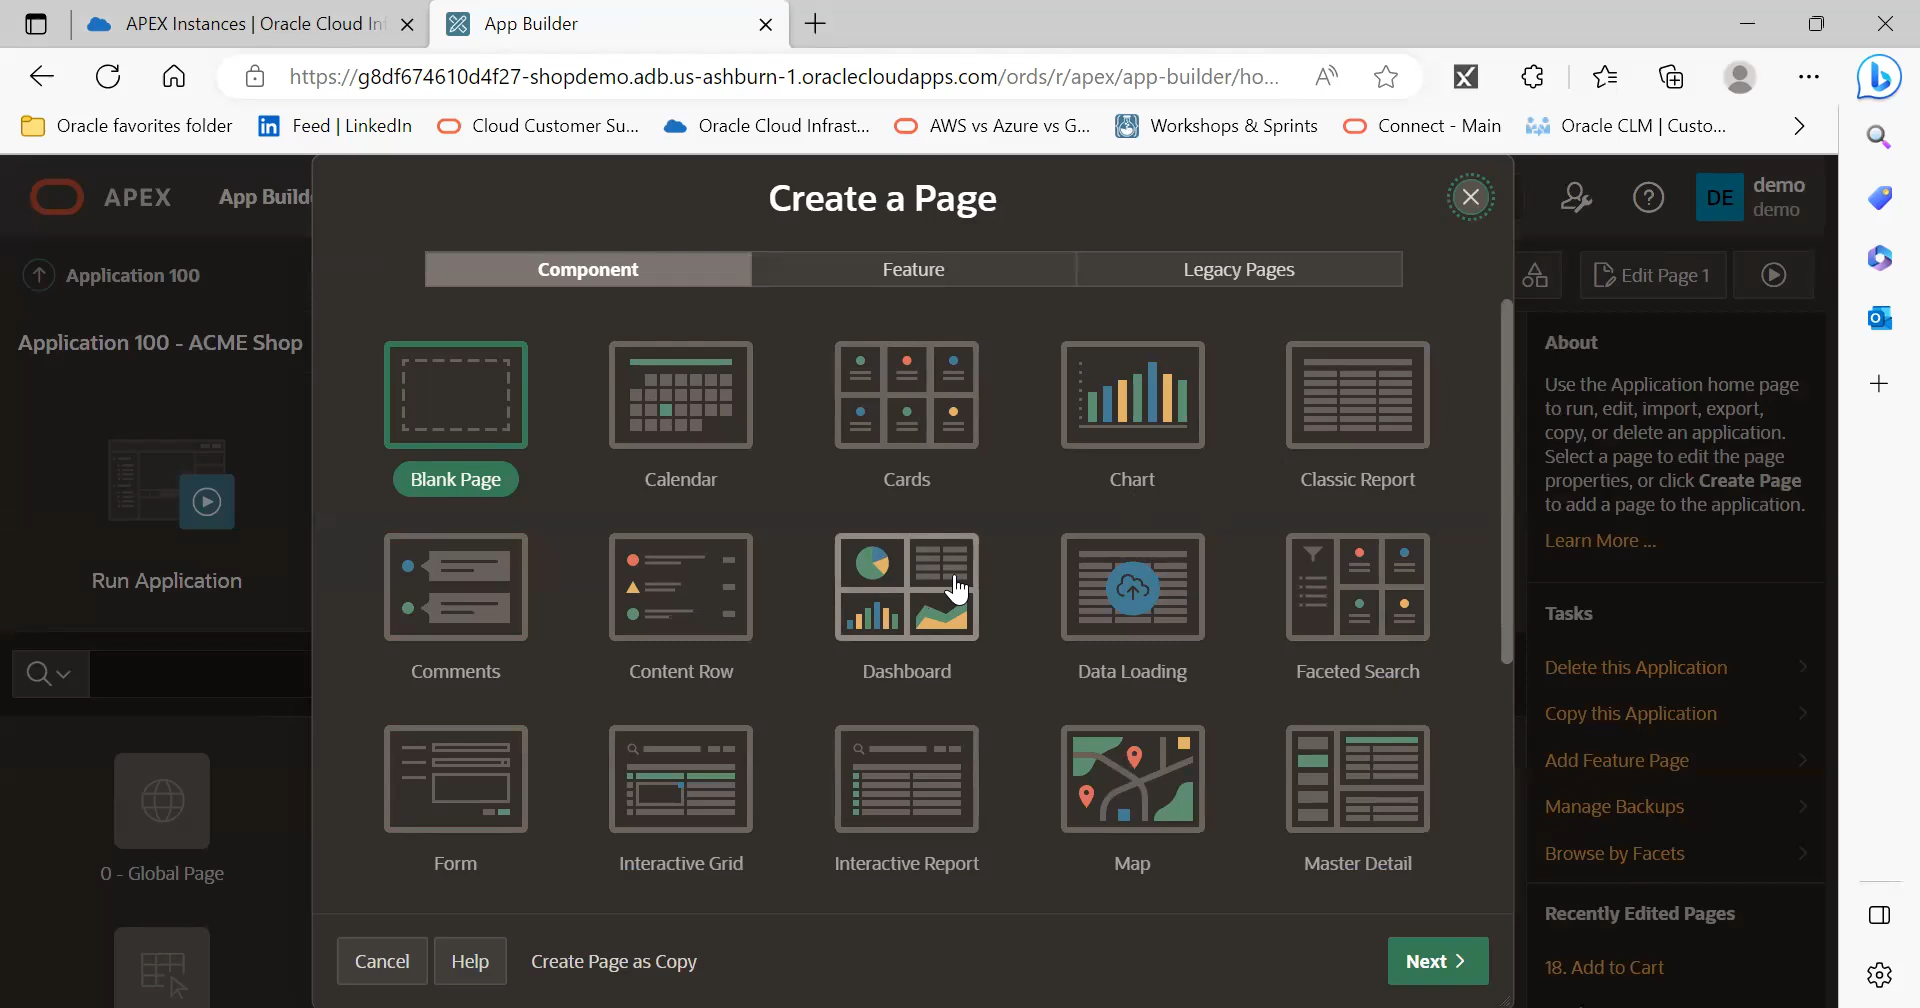 APEX Instances | Oracle Cloud In
App Builder
https://g8df674610d4f27-shopdemo.adb.us-ashburn-1.oraclecloudapps.com/ords/r/apex/app-builder/ho...
Oracle favorites folder
Feed | LinkedIn
Cloud Customer Su...
Oracle Cloud Infrast...
AWS vs Azure vs G...
Workshops & Sprints
Connect - Main
Oracle CLM | Custo...
APEX
App Build
demo
DE
demo
Create a Page
Component
Feature
Legacy Pages
Application 100
Edit Page 1
Application 100 - ACME Shop
Run Application
0 - Global Page
Blank Page
Calendar
Cards
Chart
Classic Report
Comments
Content Row
Dashboard
Data Loading
Faceted Search
Form
Interactive Grid
Interactive Report
Map
Master Detail
Cancel
Help
Create Page as Copy
Next
About
Use the Application home page
to run, edit, import, export,
copy, or delete an application.
Select a page to edit the page
properties, or click Create Page
to add a page to the application.
Learn More ...
Tasks
Delete this Application
Copy this Application
Add Feature Page
Manage Backups
Browse by Facets
Recently Edited Pages
18. Add to Cart